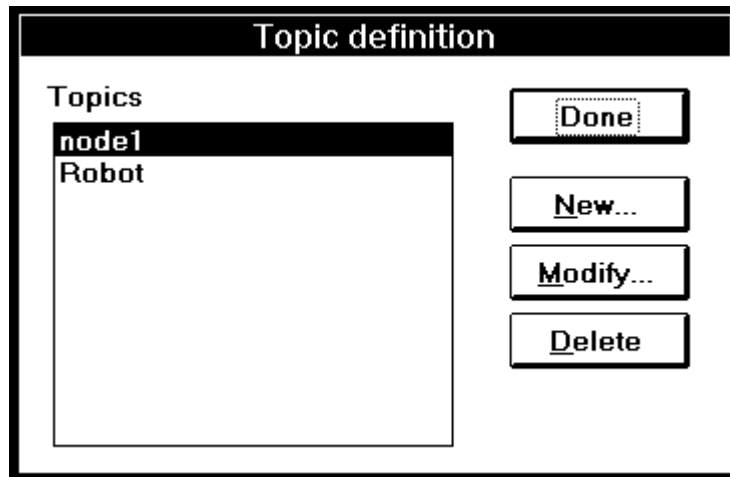 Topic definition
Topics
node1
Robot
Done
New...
Modify...
Delete